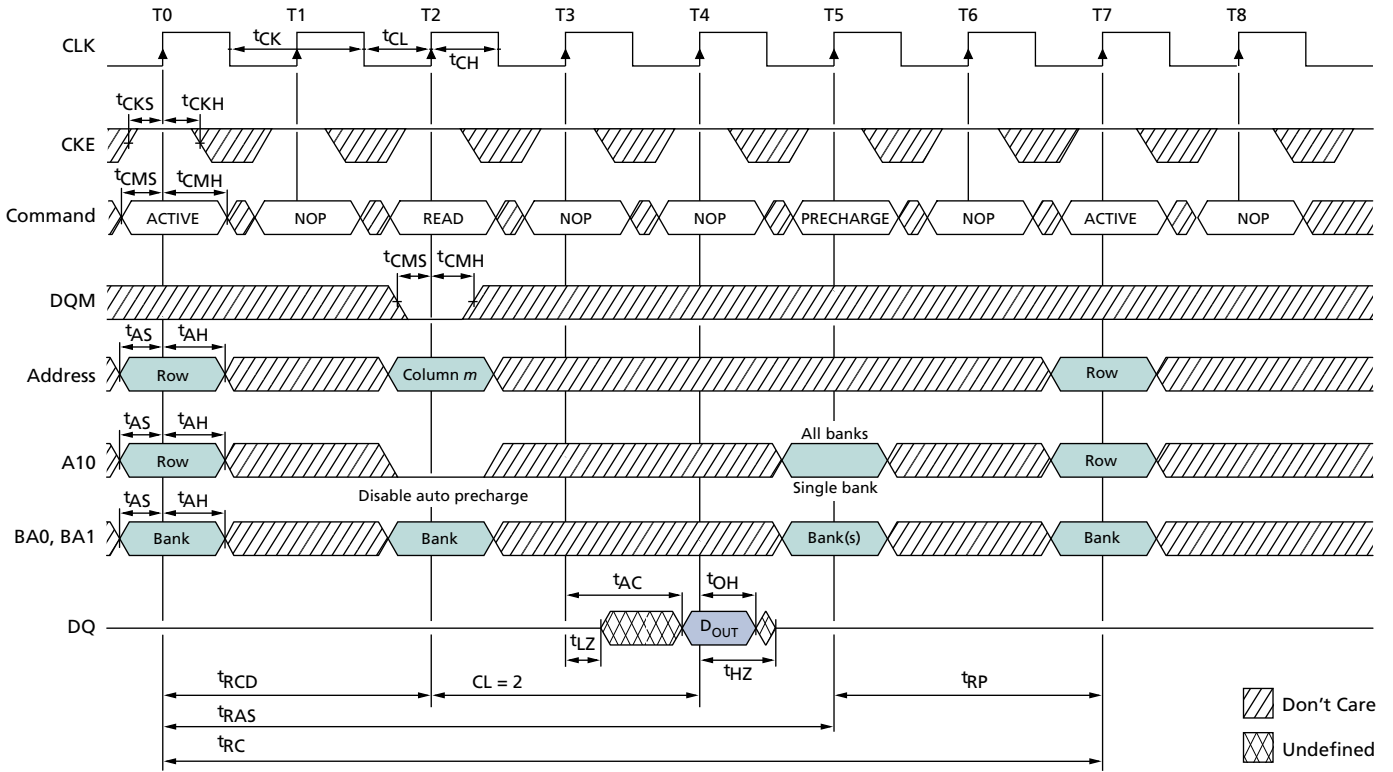 T0 T1 T2 T3 T4 T5 T6 T7 T8
CLK
tCK tCL
tCH
tCKS tCKH
CKE
tCMS tCMH
Command ACTIVE NOP READ NOP NOP PRECHARGE NOP ACTIVE NOP
tCMS tCMH
DQM
tAS tAH
Address Row Column m Row
tAS tAH
All banks
A10 Row Row
Disable auto precharge Single bank
tAS tAH
BA0, BA1 Bank Bank Bank(s) Bank
tAC tOH
DQ DOUT
tLZ tHZ
tRCD CL = 2 tRP
tRAS
tRC
Don't Care
Undefined